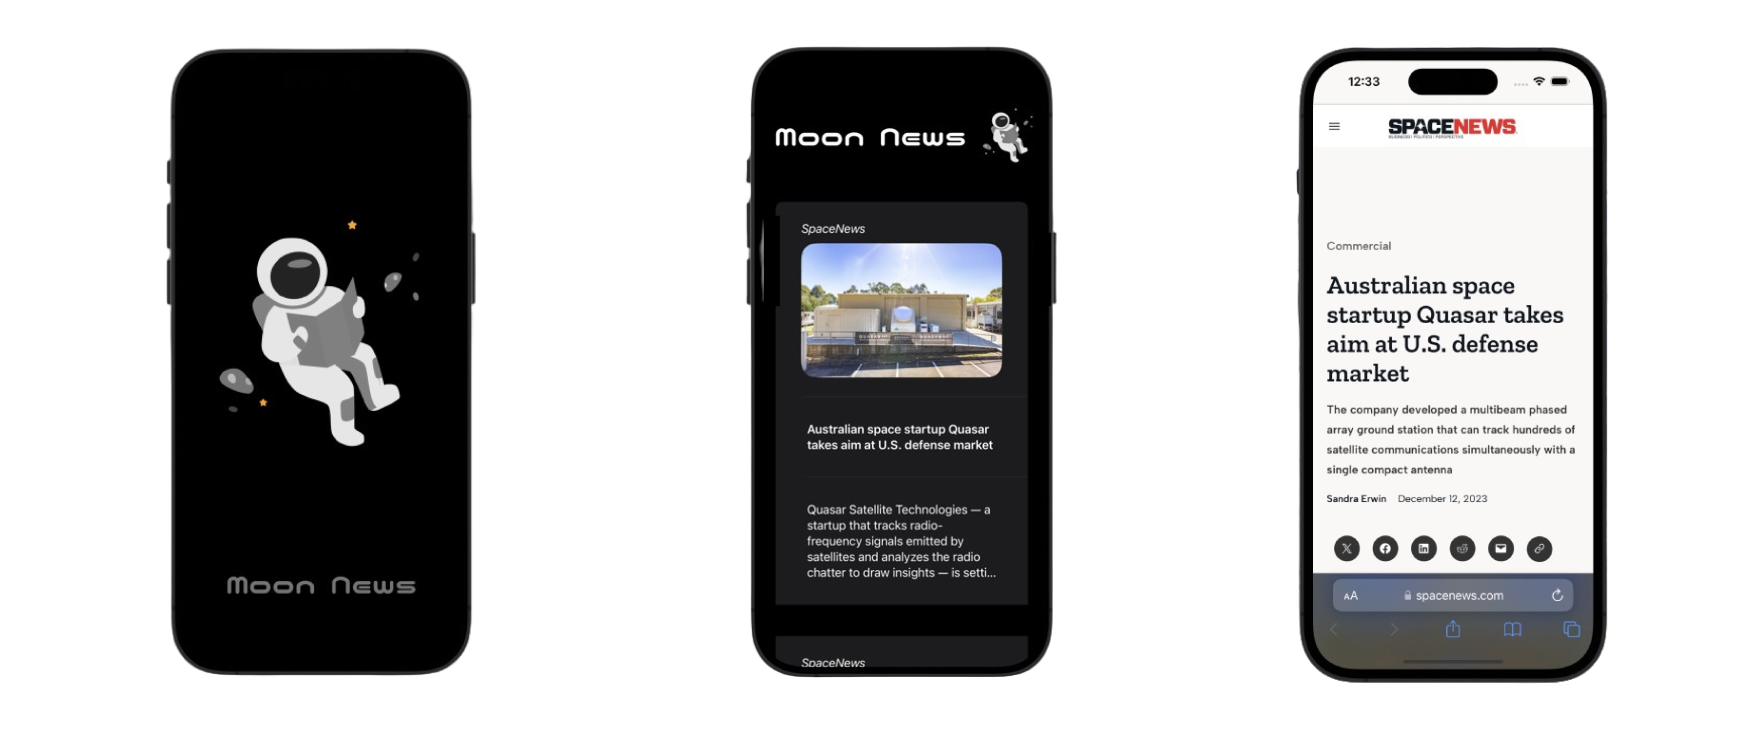 Moon News
Moon News
SpaceNews
Australian space startup Quasar
takes aim at U.S. defense market
Quasar Satellite Technologies — a
startup that tracks radio-
frequency signals emitted by
satellites and analyzes the radio
chatter to draw insights — is setti...
SpaceNews
12:33
SPACENEWS
BUSINESS | POLITICS | PERSPECTIVE
Commercial
Australian space
startup Quasar takes
aim at U.S. defense
market
The company developed a multibeam phased
array ground station that can track hundreds of
satellite communications simultaneously with a
single compact antenna
Sandra Erwin December 12, 2023
AA spacenews.com